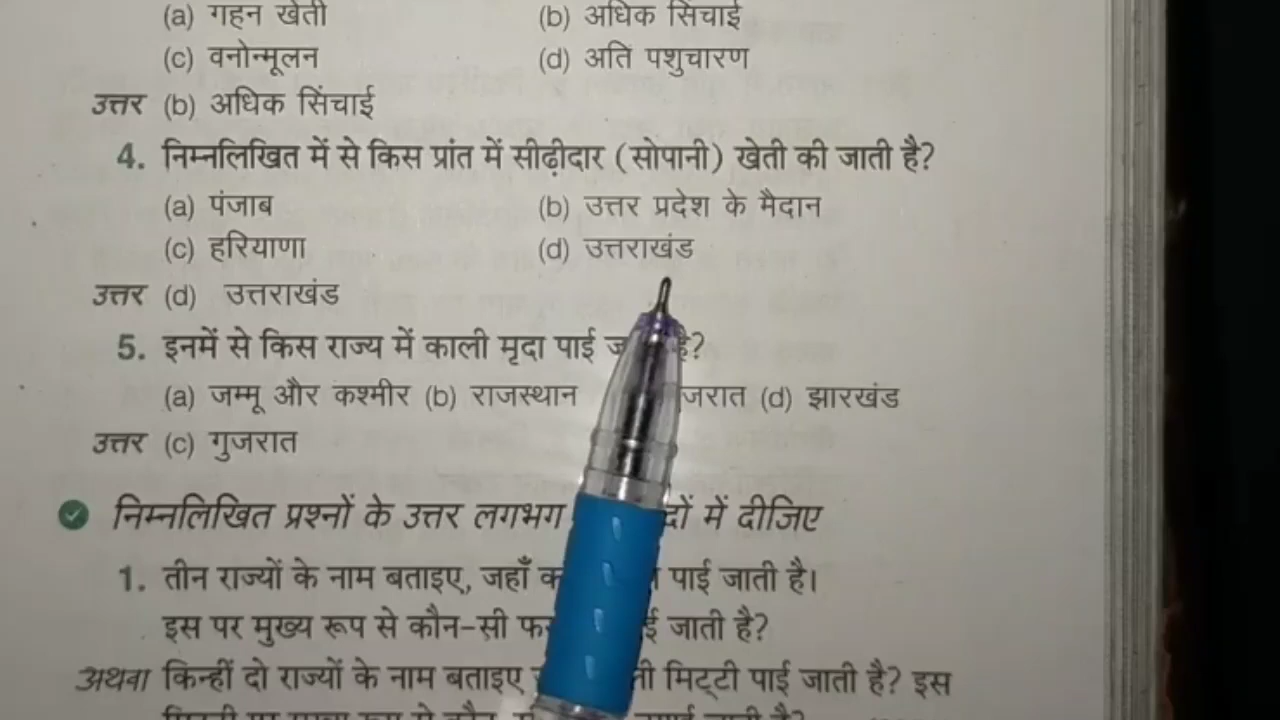 (a) गहन खेती (b) अधिक सिंचाई
(c) वनोन्मूलन (d) अति पशुचारण
उत्तर (b) अधिक सिंचाई
4. निम्नलिखित में से किस प्रांत में सीढ़ीदार (सोपानी) खेती की जाती है?
(a) पंजाब (b) उत्तर प्रदेश के मैदान
(c) हरियाणा (d) उत्तराखंड
उत्तर (d) उत्तराखंड
5. इनमें से किस राज्य में काली मृदा पाई है?
(a) जम्मू और कश्मीर (b) राजस्थान (d) झारखंड
उत्तर (c) गुजरात
निम्नलिखित प्रश्नों के उत्तर लगभग में दीजिए
1. तीन राज्यों के नाम बताइए, जहाँ पाई जाती है।
इस पर मुख्य रूप से कौन-सी जाती है?
अथवा किन्हीं दो राज्यों के नाम बताइए मिट्टी पाई जाती है? इस